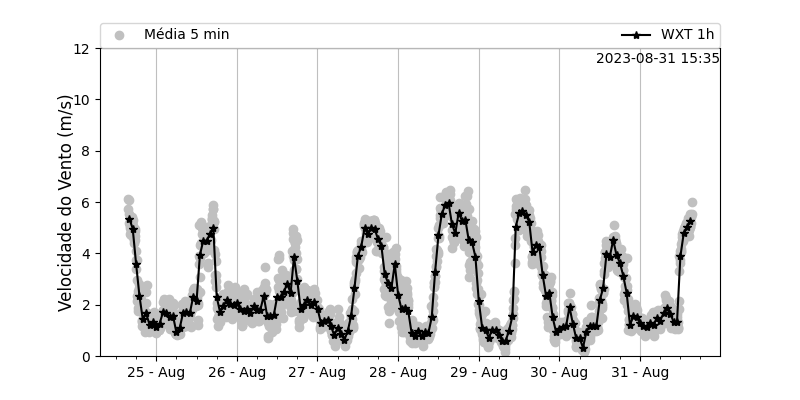 Média 5 min
WXT 1h
2023-08-31 15:35
Velocidade do Vento (m/s)
12
10
8
6
4
2
0
25 - Aug
26 - Aug
27 - Aug
28 - Aug
29 - Aug
30 - Aug
31 - Aug